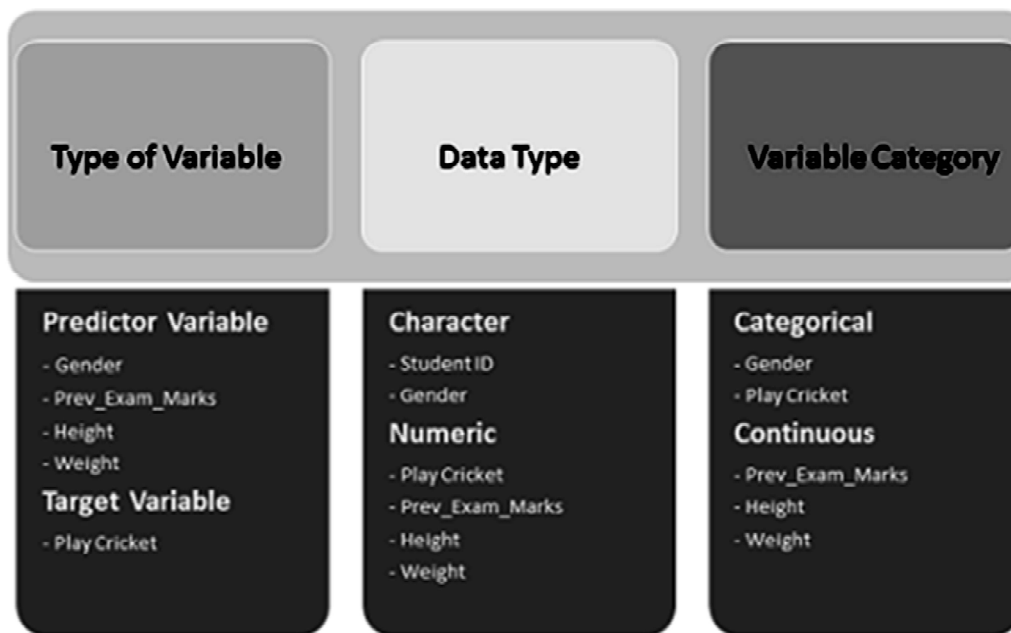 Type of Variable
Data Type
Variable Category
Predictor Variable
- Gender
- Prev_Exam_Marks
- Height
- Weight
Target Variable
- Play Cricket
Character
- Student ID
- Gender
Numeric
- Play Cricket
- Prev_Exam_Marks
- Height
- Weight
Categorical
- Gender
- Play Cricket
Continuous
- Prev_Exam_Marks
- Height
- Weight